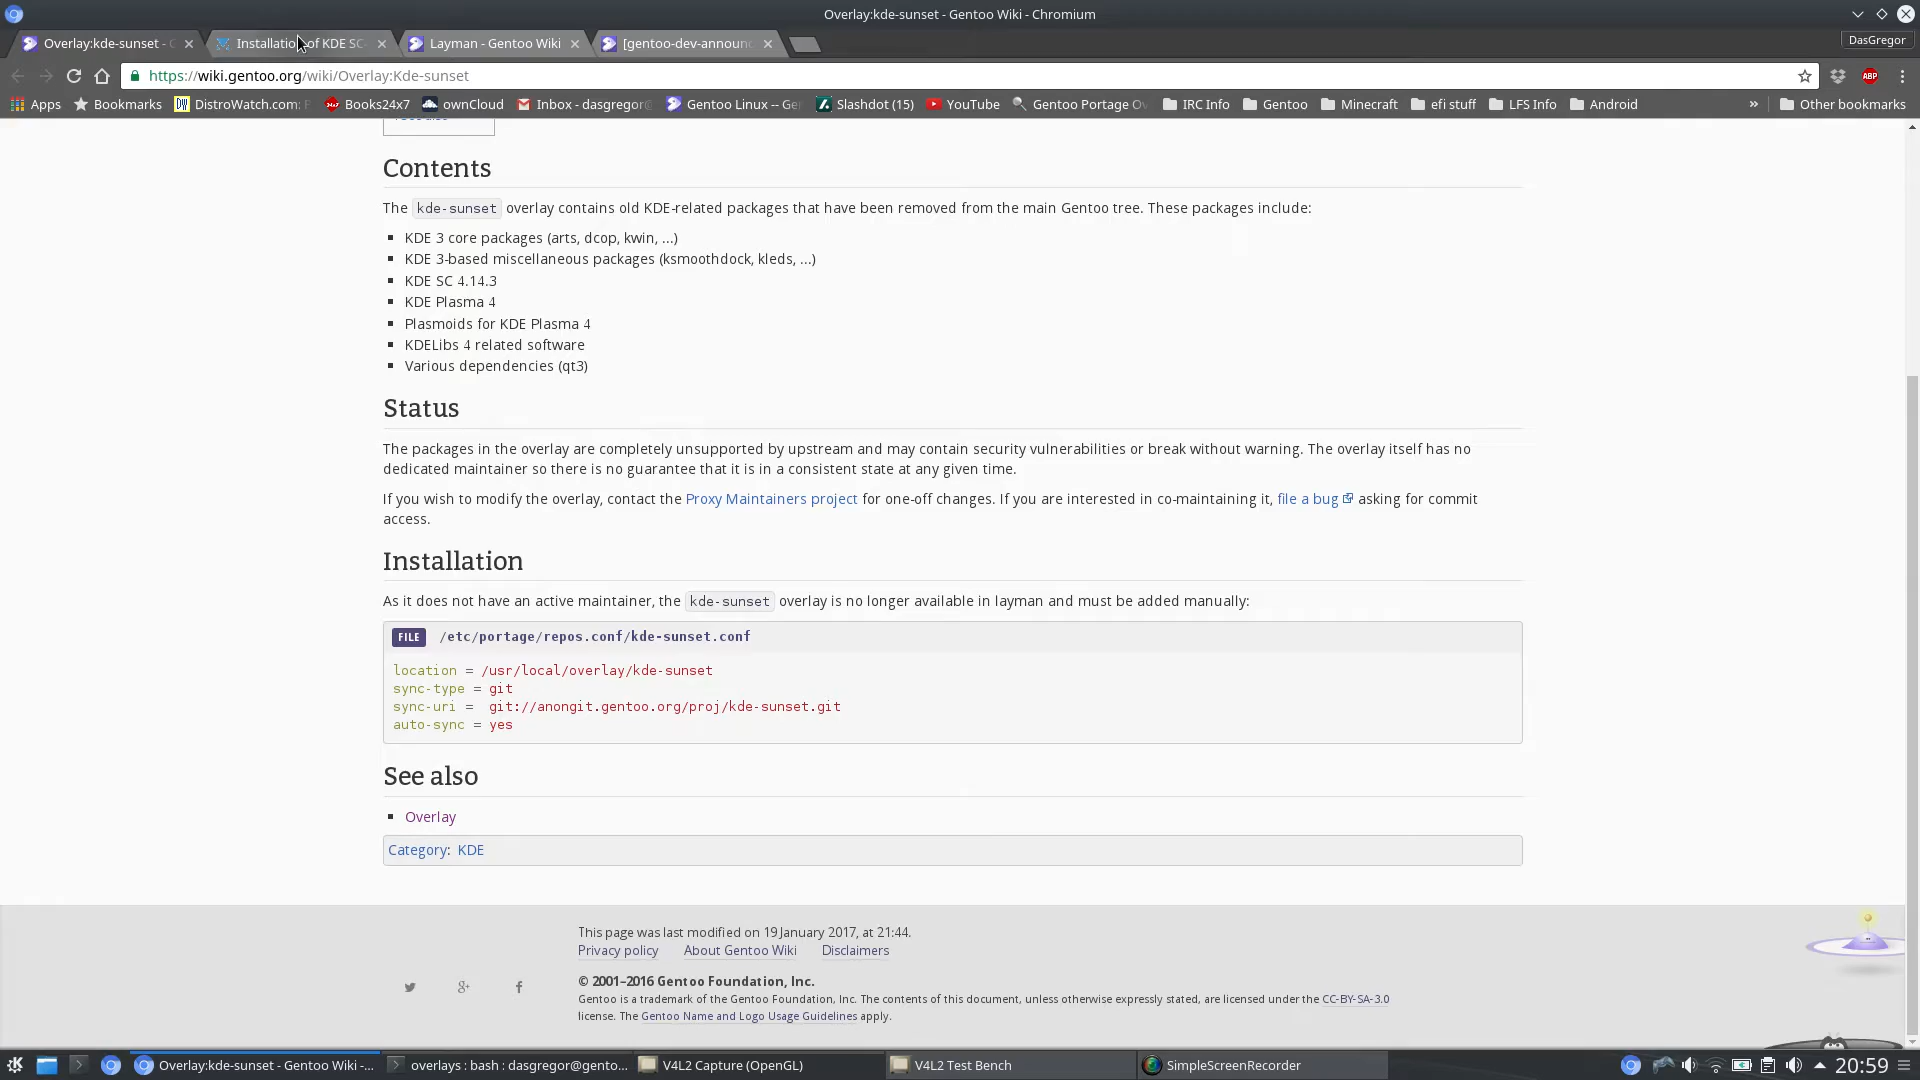 Overlay:kde-sunset - Gentoo Wiki - Chromium
Overlay:kde-sunset - G
Installation of KDE SC-
Layman - Gentoo Wiki
[gentoo-dev-announc
DasGregor
https://wiki.gentoo.org/wiki/Overlay:Kde-sunset
ABP
Apps
Bookmarks
DistroWatch.com: P
Books24x7
ownCloud
Inbox - dasgregor@
Gentoo Linux -- Ge
Slashdot (15)
YouTube
Gentoo Portage Ov
IRC Info
Gentoo
Minecraft
efi stuff
LFS Info
Android
»
Other bookmarks
Contents
The kde-sunset overlay contains old KDE-related packages that have been removed from the main Gentoo tree. These packages include:
KDE 3 core packages (arts, dcop, kwin, ...)
KDE 3-based miscellaneous packages (ksmoothdock, kleds, ...)
KDE SC 4.14.3
KDE Plasma 4
Plasmoids for KDE Plasma 4
KDELibs 4 related software
Various dependencies (qt3)
Status
The packages in the overlay are completely unsupported by upstream and may contain security vulnerabilities or break without warning. The overlay itself has no
dedicated maintainer so there is no guarantee that it is in a consistent state at any given time.
If you wish to modify the overlay, contact the Proxy Maintainers project for one-off changes. If you are interested in co-maintaining it, file a bug asking for commit
access.
Installation
As it does not have an active maintainer, the kde-sunset overlay is no longer available in layman and must be added manually:
FILE /etc/portage/repos.conf/kde-sunset.conf
location = /usr/local/overlay/kde-sunset
sync-type = git
sync-uri =  git://anongit.gentoo.org/proj/kde-sunset.git
auto-sync = yes
See also
Overlay
Category: KDE
This page was last modified on 19 January 2017, at 21:44.
Privacy policy
About Gentoo Wiki
Disclaimers
© 2001–2016 Gentoo Foundation, Inc.
Gentoo is a trademark of the Gentoo Foundation, Inc. The contents of this document, unless otherwise expressly stated, are licensed under the CC-BY-SA-3.0
license. The Gentoo Name and Logo Usage Guidelines apply.
Overlay:kde-sunset - Gentoo Wiki -...
overlays : bash : dasgregor@gento...
V4L2 Capture (OpenGL)
V4L2 Test Bench
SimpleScreenRecorder
20:59